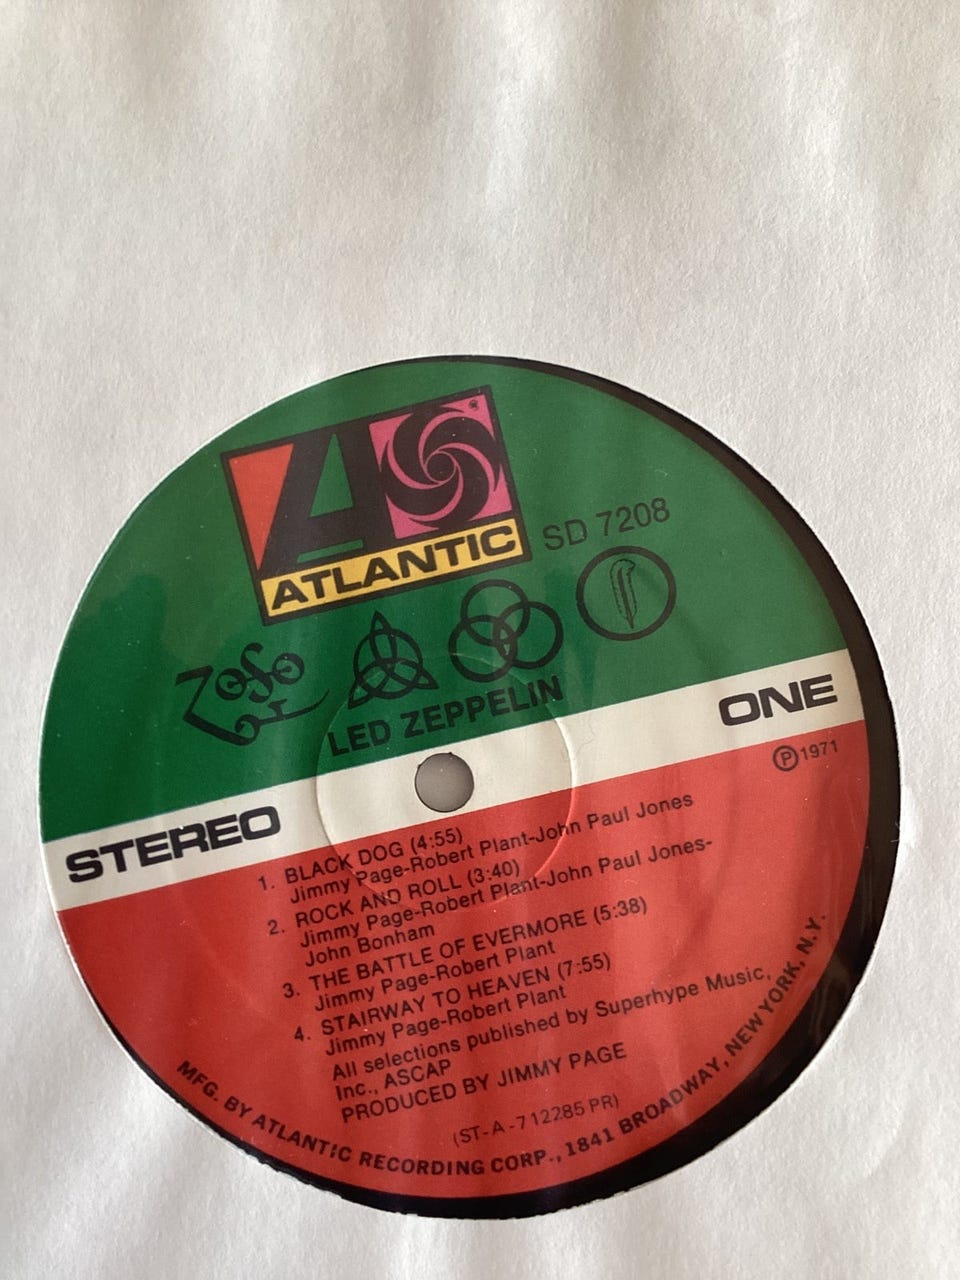 ATLANTIC
SD 7208
ZoSo
LED ZEPPELIN
STEREO
ONE
℗ 1971
1. BLACK DOG (4:55)
Jimmy Page-Robert Plant-John Paul Jones
2. ROCK AND ROLL (3:40)
Jimmy Page-Robert Plant-John Paul Jones-
John Bonham
3. THE BATTLE OF EVERMORE (5:38)
Jimmy Page-Robert Plant
4. STAIRWAY TO HEAVEN (7:55)
Jimmy Page-Robert Plant
All selections published by Superhype Music,
Inc., ASCAP
PRODUCED BY JIMMY PAGE
(ST-A-712285 PR)
MFG. BY ATLANTIC RECORDING CORP., 1841 BROADWAY, NEW YORK, N.Y.